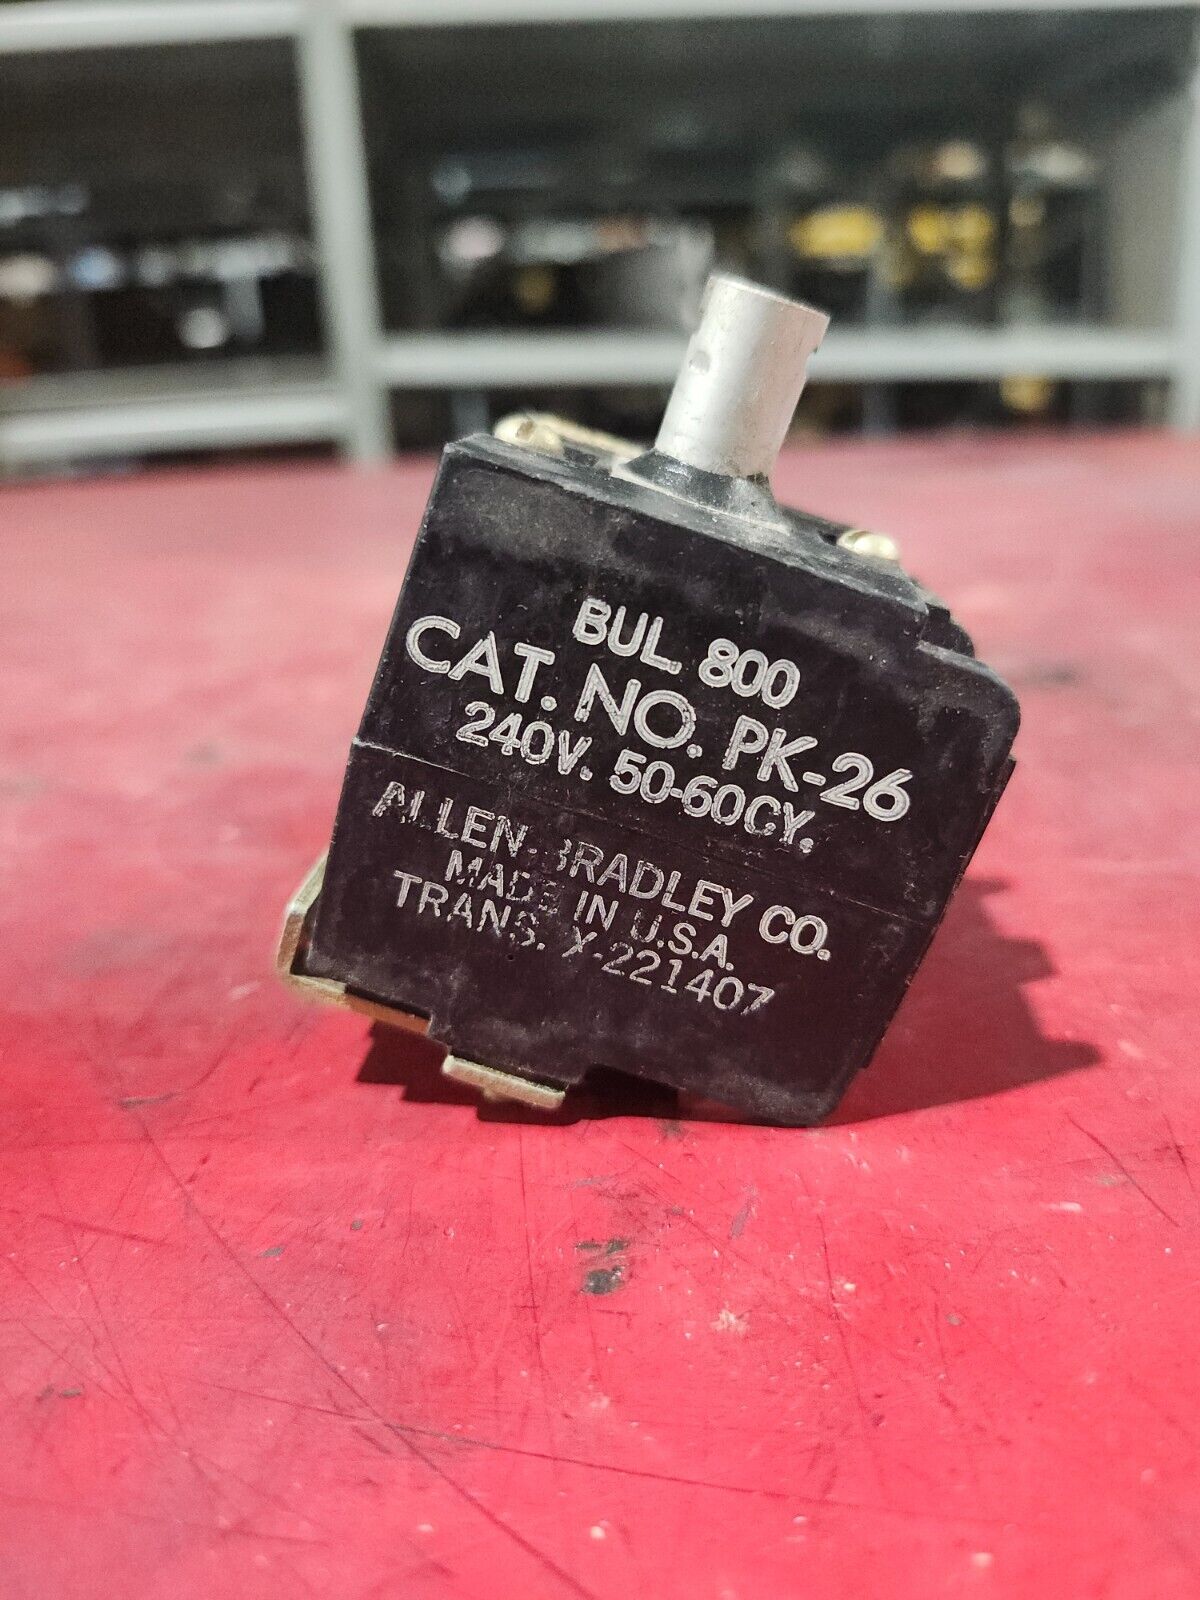 BUL. 800
CAT. NO. PK-26
240V. 50-60CY.
ALLEN-BRADLEY CO.
MADE IN U.S.A.
TRANS. X-221407